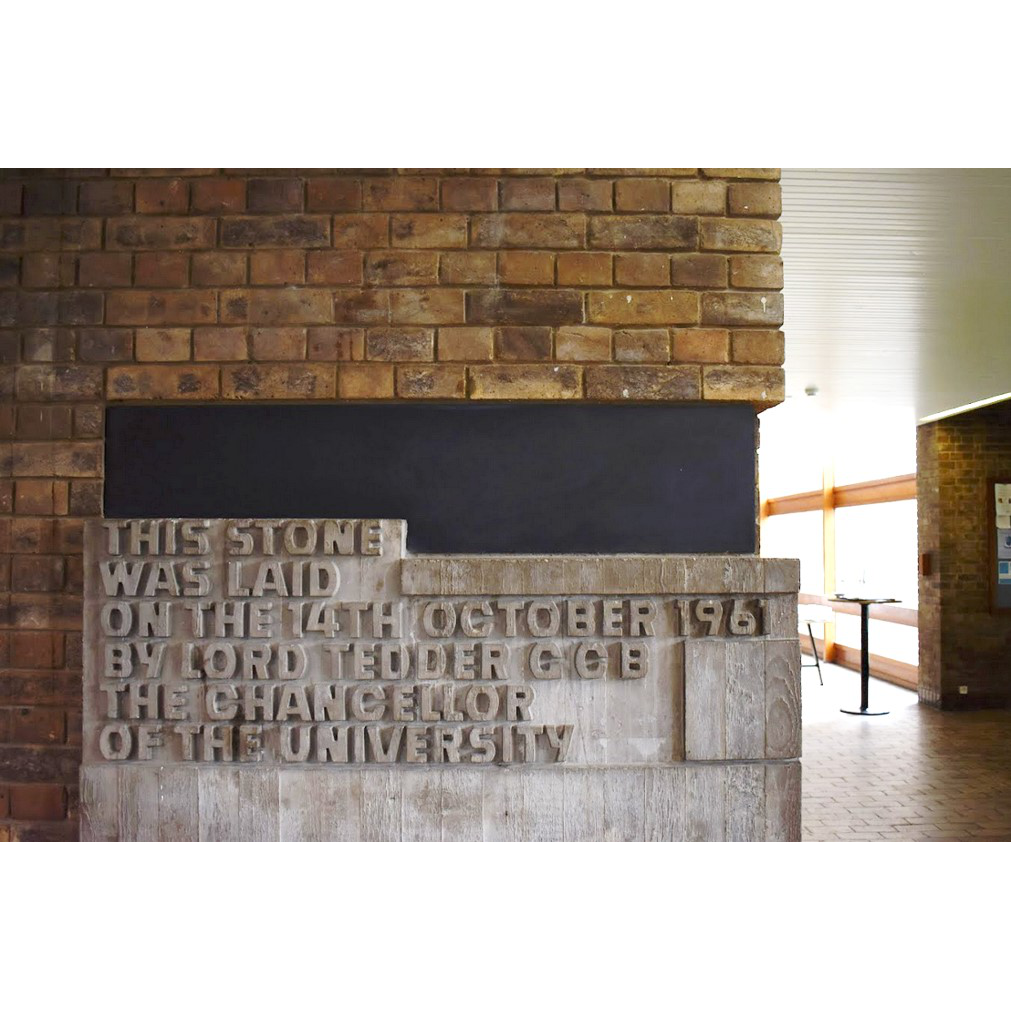 THIS STONE
WAS LAID
ON THE 14TH OCTOBER 1961
BY LORD TEDDER GCB
THE CHANCELLOR
OF THE UNIVERSITY